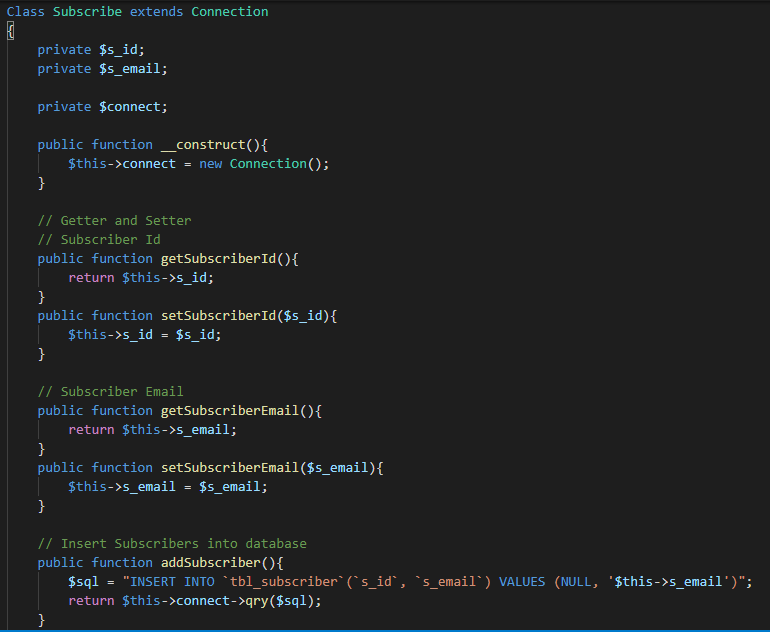 Class Subscribe extends Connection
{
private $s_id;
private $s_email;
private $connect;
public function __construct(){
$this->connect = new Connection();
}
// Getter and Setter
// Subscriber Id
public function getSubscriberId(){
return $this->s_id;
}
public function setSubscriberId($s_id){
$this->s_id = $s_id;
}
// Subscriber Email
public function getSubscriberEmail(){
return $this->s_email;
}
public function setSubscriberEmail($s_email){
$this->s_email = $s_email;
}
// Insert Subscribers into database
public function addSubscriber(){
$sql = "INSERT INTO `tbl_subscriber`(`s_id`, `s_email`) VALUES (NULL, '$this->s_email')";
return $this->connect->qry($sql);
}